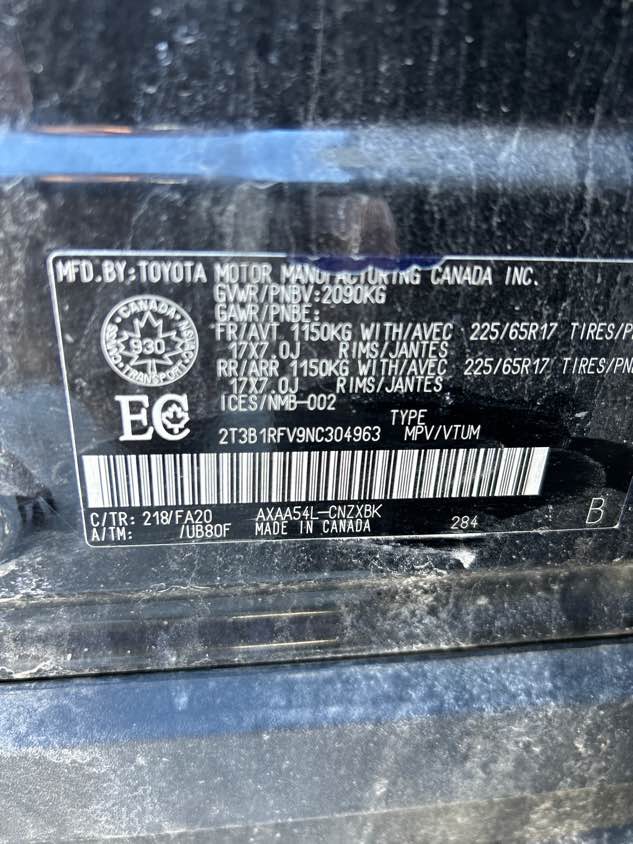 MFD.BY:TOYOTA MOTOR MANUFACTURING CANADA INC.
GVWR/PNBV:2090KG
GAWR/PNBE:
FR/AVT 1150KG WITH/AVEC 225/65R17 TIRES/PN
17X7.0J RIMS/JANTES
RR/ARR 1150KG WITH/AVEC 225/65R17 TIRES/PNE
17X7.0J RIMS/JANTES
ICES/NMB-002
CANADA
930
TRANSPORT
EC
TYPE
2T3B1RFV9NC304963 MPV/VTUM
C/TR: 218/FA20 AXAA54L-CNZXBK
A/TM: /UB80F MADE IN CANADA 284 B